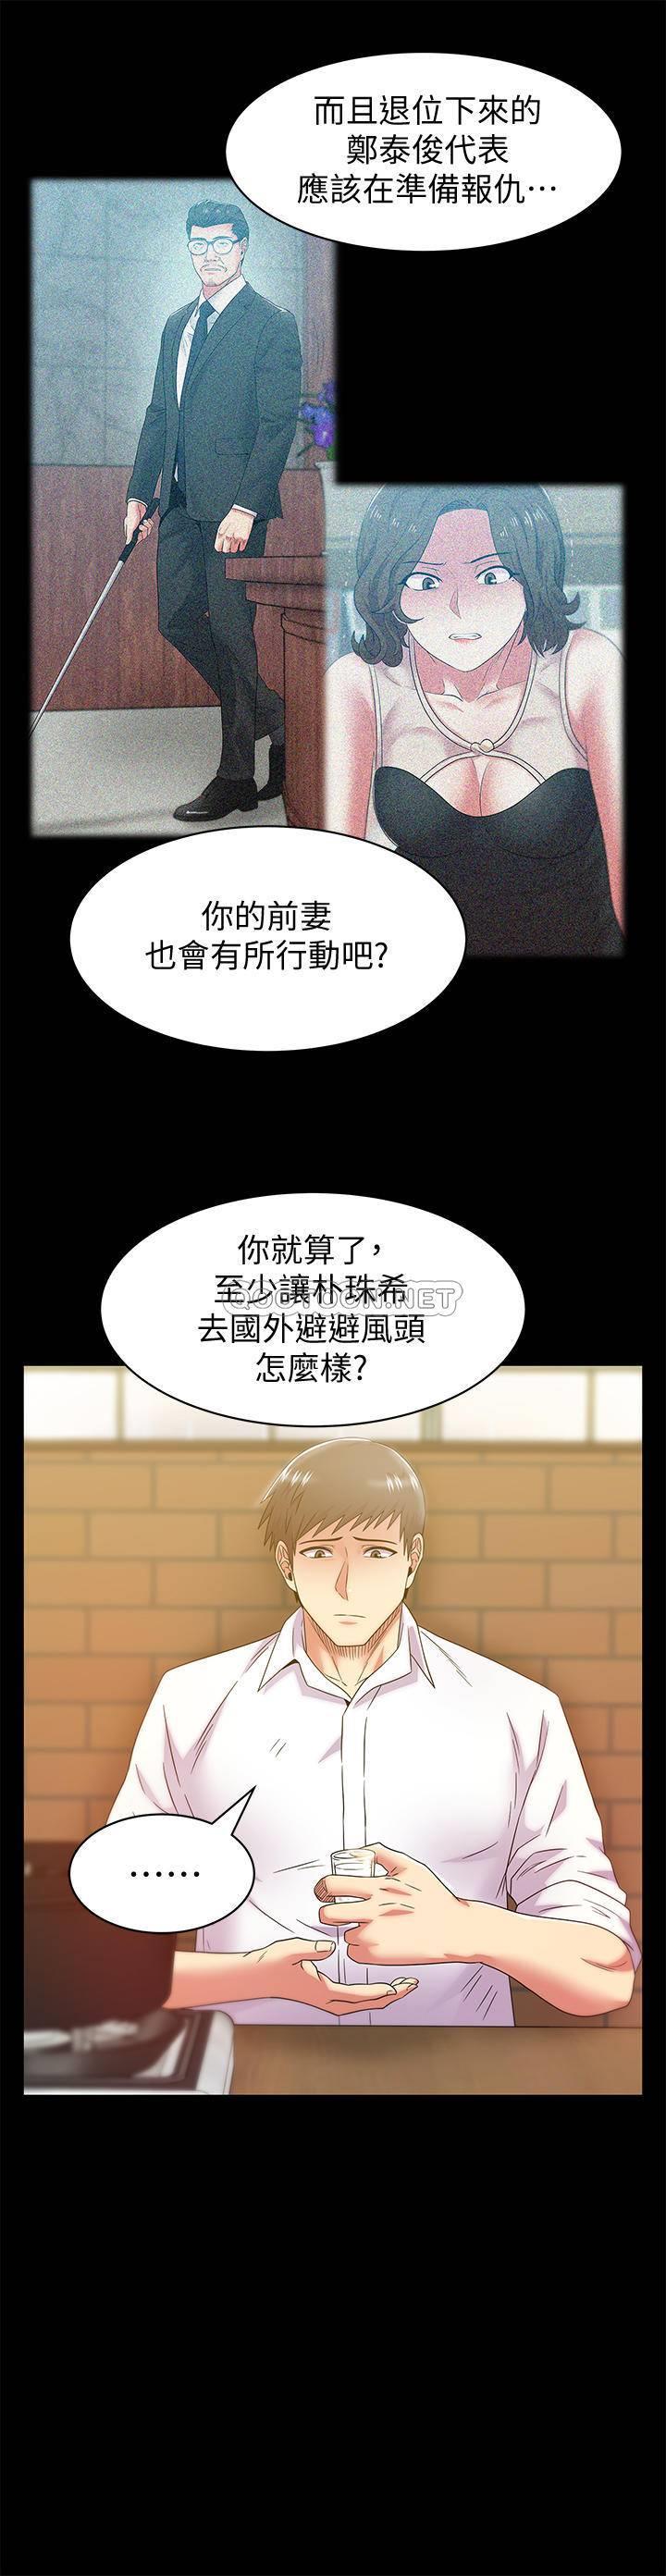 而且退位下來的
鄭泰俊代表
應該在準備報仇⋯
你的前妻
也會有所行動吧?
你就算了,
至少讓朴珠希
QOOTOON.NET
去國外避避風頭
怎麼樣?
⋯⋯